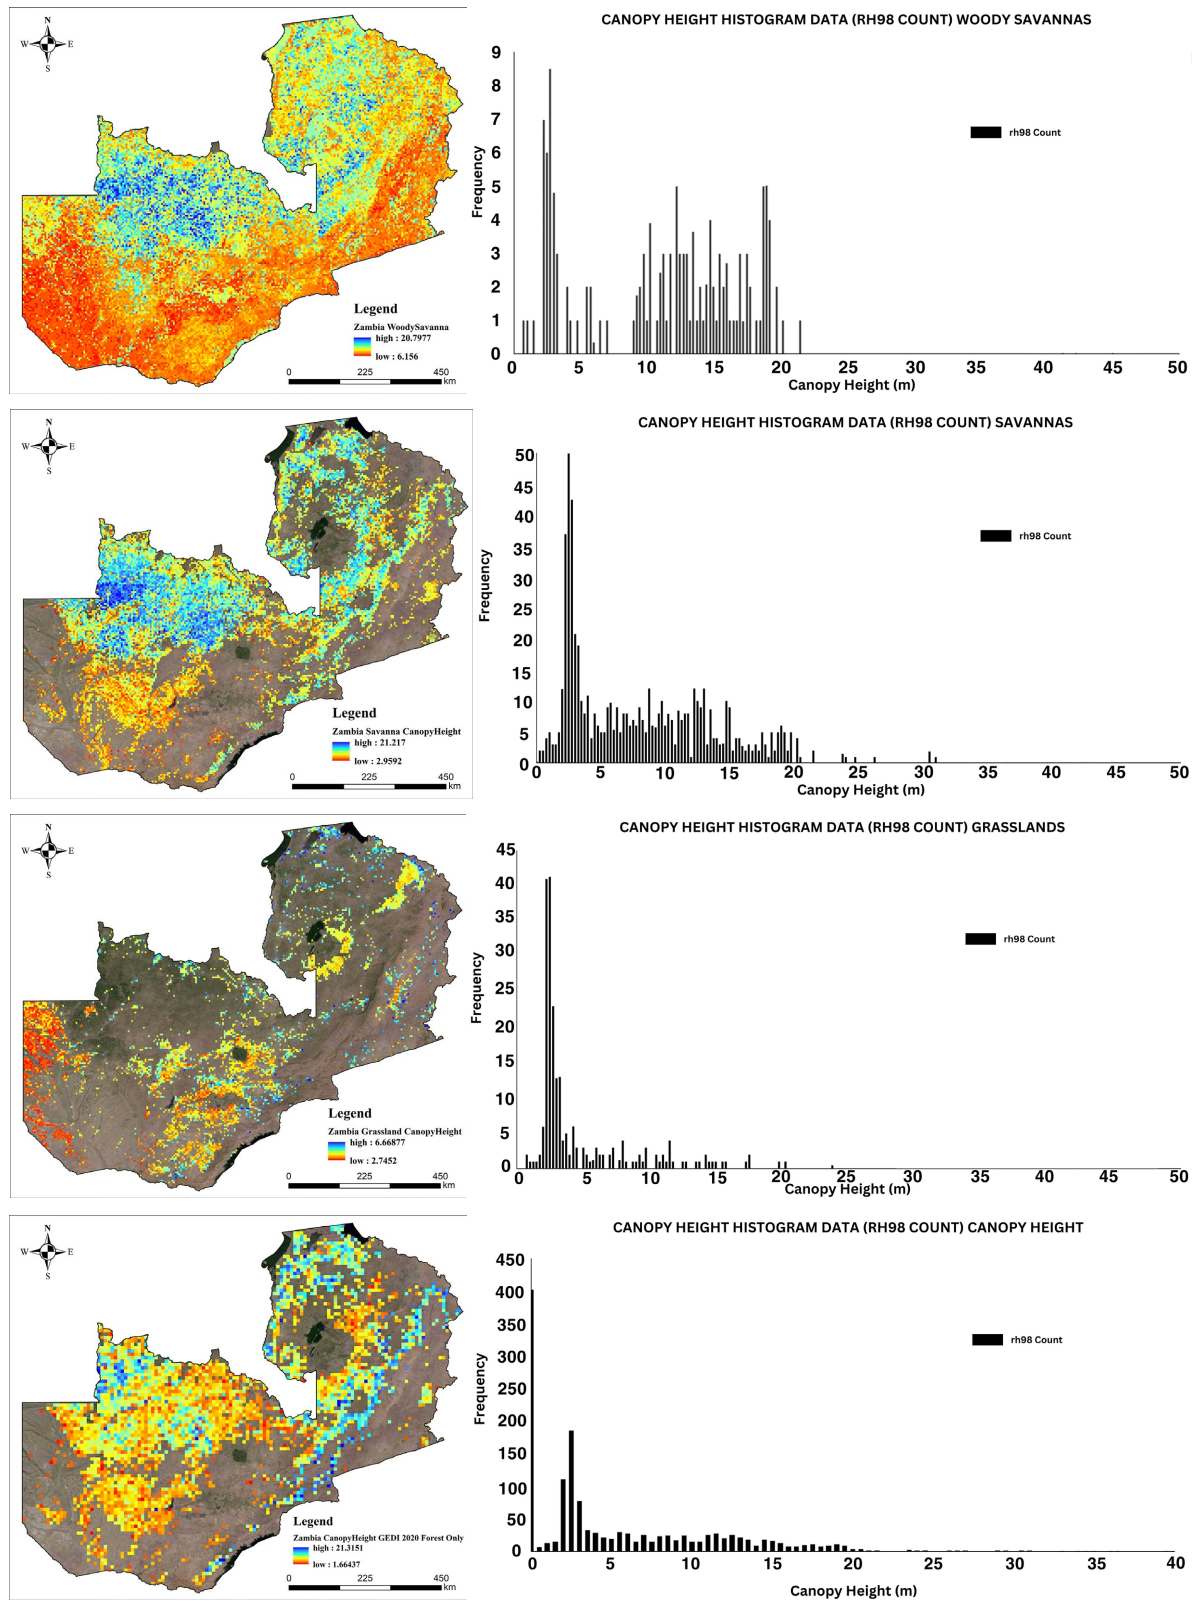 CANOPY HEIGHT HISTOGRAM DATA (RH98 COUNT) WOODY SAVANNAS
N
W E
S
Legend
Zambia WoodySavanna
high : 20.7977
low : 6.156
0 225 450
km
9
8
7
6
5
4
3
2
1
0
Frequency
rh98 Count
0 5 10 15 20 25 30 35 40 45 50
Canopy Height (m)
CANOPY HEIGHT HISTOGRAM DATA (RH98 COUNT) SAVANNAS
N
W E
S
Legend
Zambia Savanna CanopyHeight
high : 21.217
low : 2.9592
0 225 450
km
50
45
40
35
30
25
20
15
10
5
0
Frequency
rh98 Count
0 5 10 15 20 25 30 35 40 45 50
Canopy Height (m)
CANOPY HEIGHT HISTOGRAM DATA (RH98 COUNT) GRASSLANDS
N
W E
S
Legend
Zambia Grassland CanopyHeight
high : 6.66877
low : 2.7452
0 225 450
km
45
40
35
30
25
20
15
10
5
0
Frequency
rh98 Count
0 5 10 15 20 25 30 35 40 45 50
Canopy Height (m)
CANOPY HEIGHT HISTOGRAM DATA (RH98 COUNT) CANOPY HEIGHT
N
W E
S
Legend
Zambia CanopyHeight GEDI 2020 Forest Only
high : 21.3151
low : 1.66437
0 225 450
km
450
400
350
300
250
200
150
100
50
0
Frequency
rh98 Count
0 5 10 15 20 25 30 35 40
Canopy Height (m)